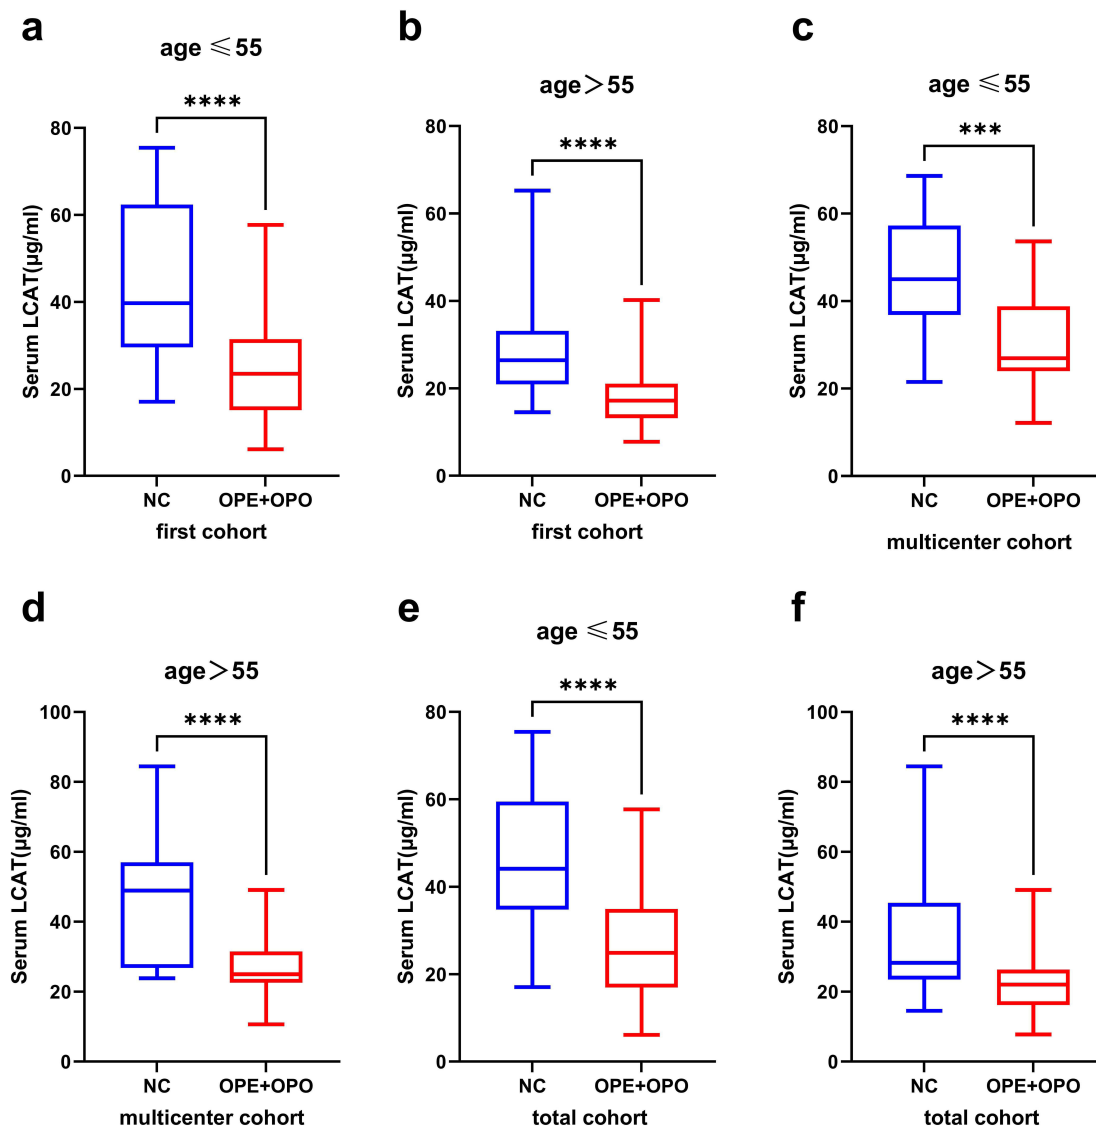 a
age ≤ 55
****
Serum LCAT(μg/ml)
80
60
40
20
0
NC OPE+OPO
first cohort
b
age＞55
****
Serum LCAT(μg/ml)
80
60
40
20
0
NC OPE+OPO
first cohort
c
age ≤ 55
***
Serum LCAT(μg/ml)
80
60
40
20
0
NC OPE+OPO
multicenter cohort
d
age＞55
****
Serum LCAT(μg/ml)
100
80
60
40
20
0
NC OPE+OPO
multicenter cohort
e
age ≤ 55
****
Serum LCAT(μg/ml)
80
60
40
20
0
NC OPE+OPO
total cohort
f
age＞55
****
Serum LCAT(μg/ml)
100
80
60
40
20
0
NC OPE+OPO
total cohort